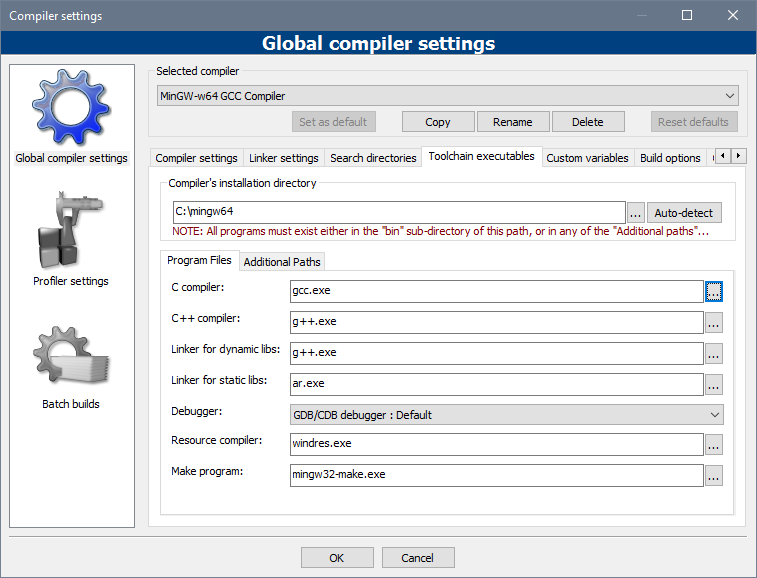 Compiler settings
Global compiler settings
Global compiler settings
Profiler settings
Batch builds
Selected compiler
MinGW-w64 GCC Compiler
Set as default Copy Rename Delete Reset defaults
Compiler settings Linker settings Search directories Toolchain executables Custom variables Build options
Compiler's installation directory
C:\mingw64 ... Auto-detect
NOTE: All programs must exist either in the "bin" sub-directory of this path, or in any of the "Additional paths"...
Program Files Additional Paths
C compiler: gcc.exe ...
C++ compiler: g++.exe ...
Linker for dynamic libs: g++.exe ...
Linker for static libs: ar.exe ...
Debugger: GDB/CDB debugger : Default
Resource compiler: windres.exe ...
Make program: mingw32-make.exe ...
OK Cancel